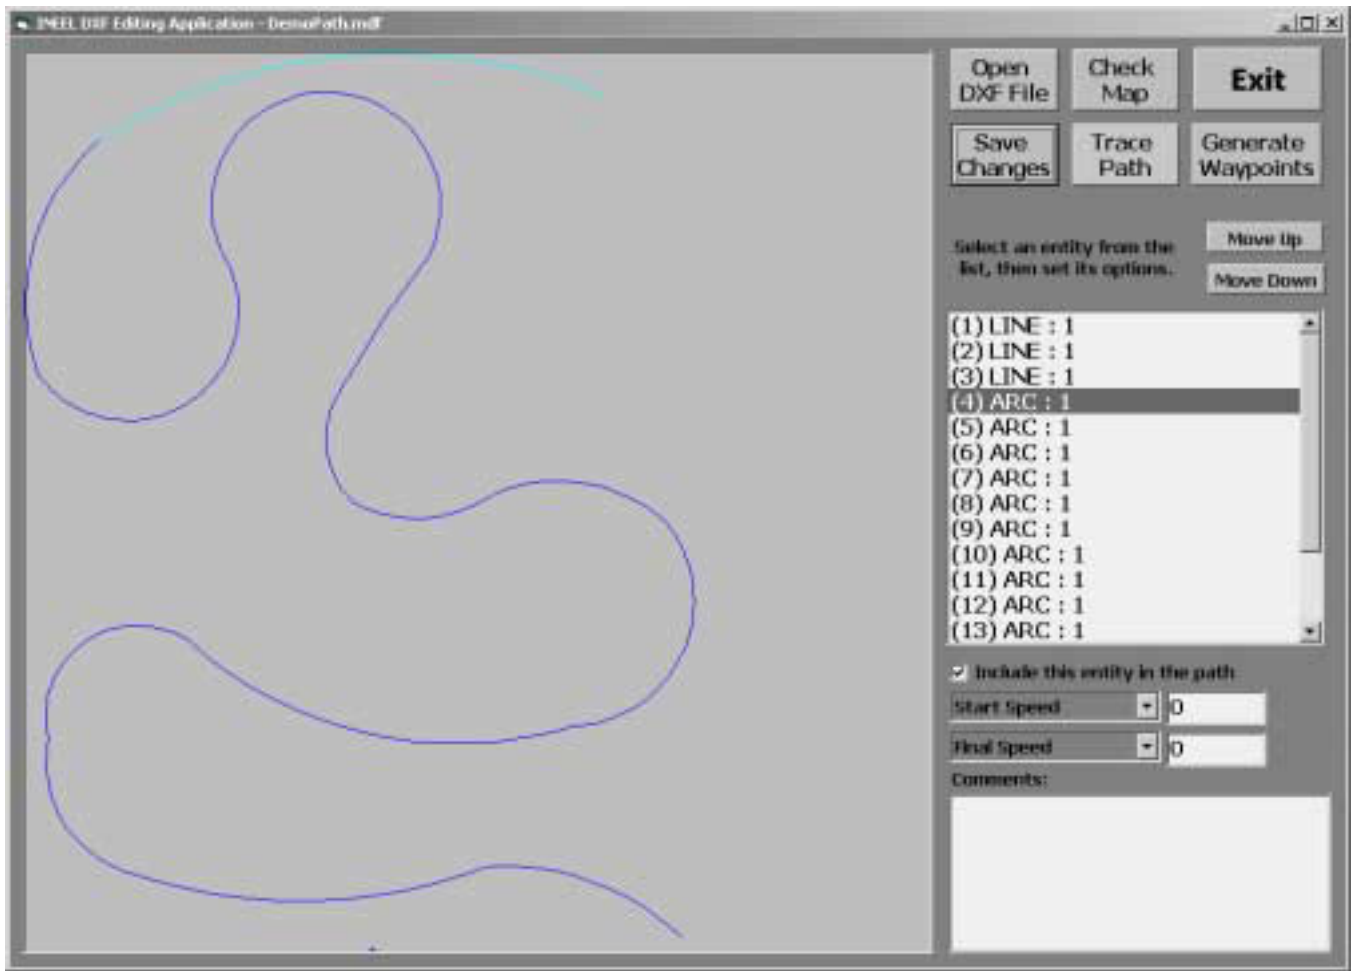 INEEL DXF Editing Application - DemoPath.mdf
Open
DXF File
Check
Map
Exit
Save
Changes
Trace
Path
Generate
Waypoints
Select an entity from the
list, then set its options.
Move Up
Move Down
(1) LINE : 1
(2) LINE : 1
(3) LINE : 1
(4) ARC : 1
(5) ARC : 1
(6) ARC : 1
(7) ARC : 1
(8) ARC : 1
(9) ARC : 1
(10) ARC : 1
(11) ARC : 1
(12) ARC : 1
(13) ARC : 1
Include this entity in the path
Start Speed 0
Final Speed 0
Comments: